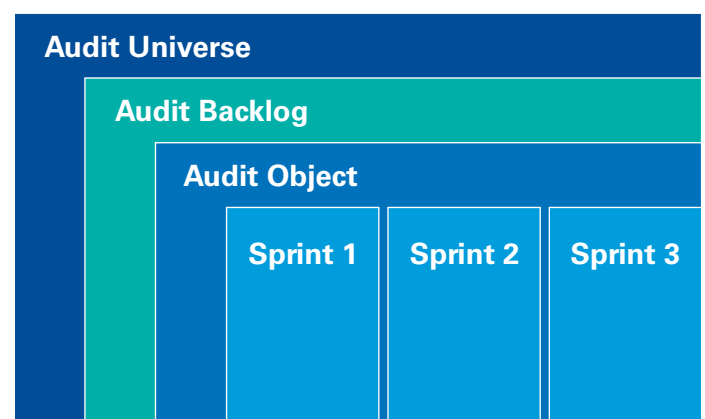 Audit Universe
Audit Backlog
Audit Object
Sprint 1
Sprint 2
Sprint 3